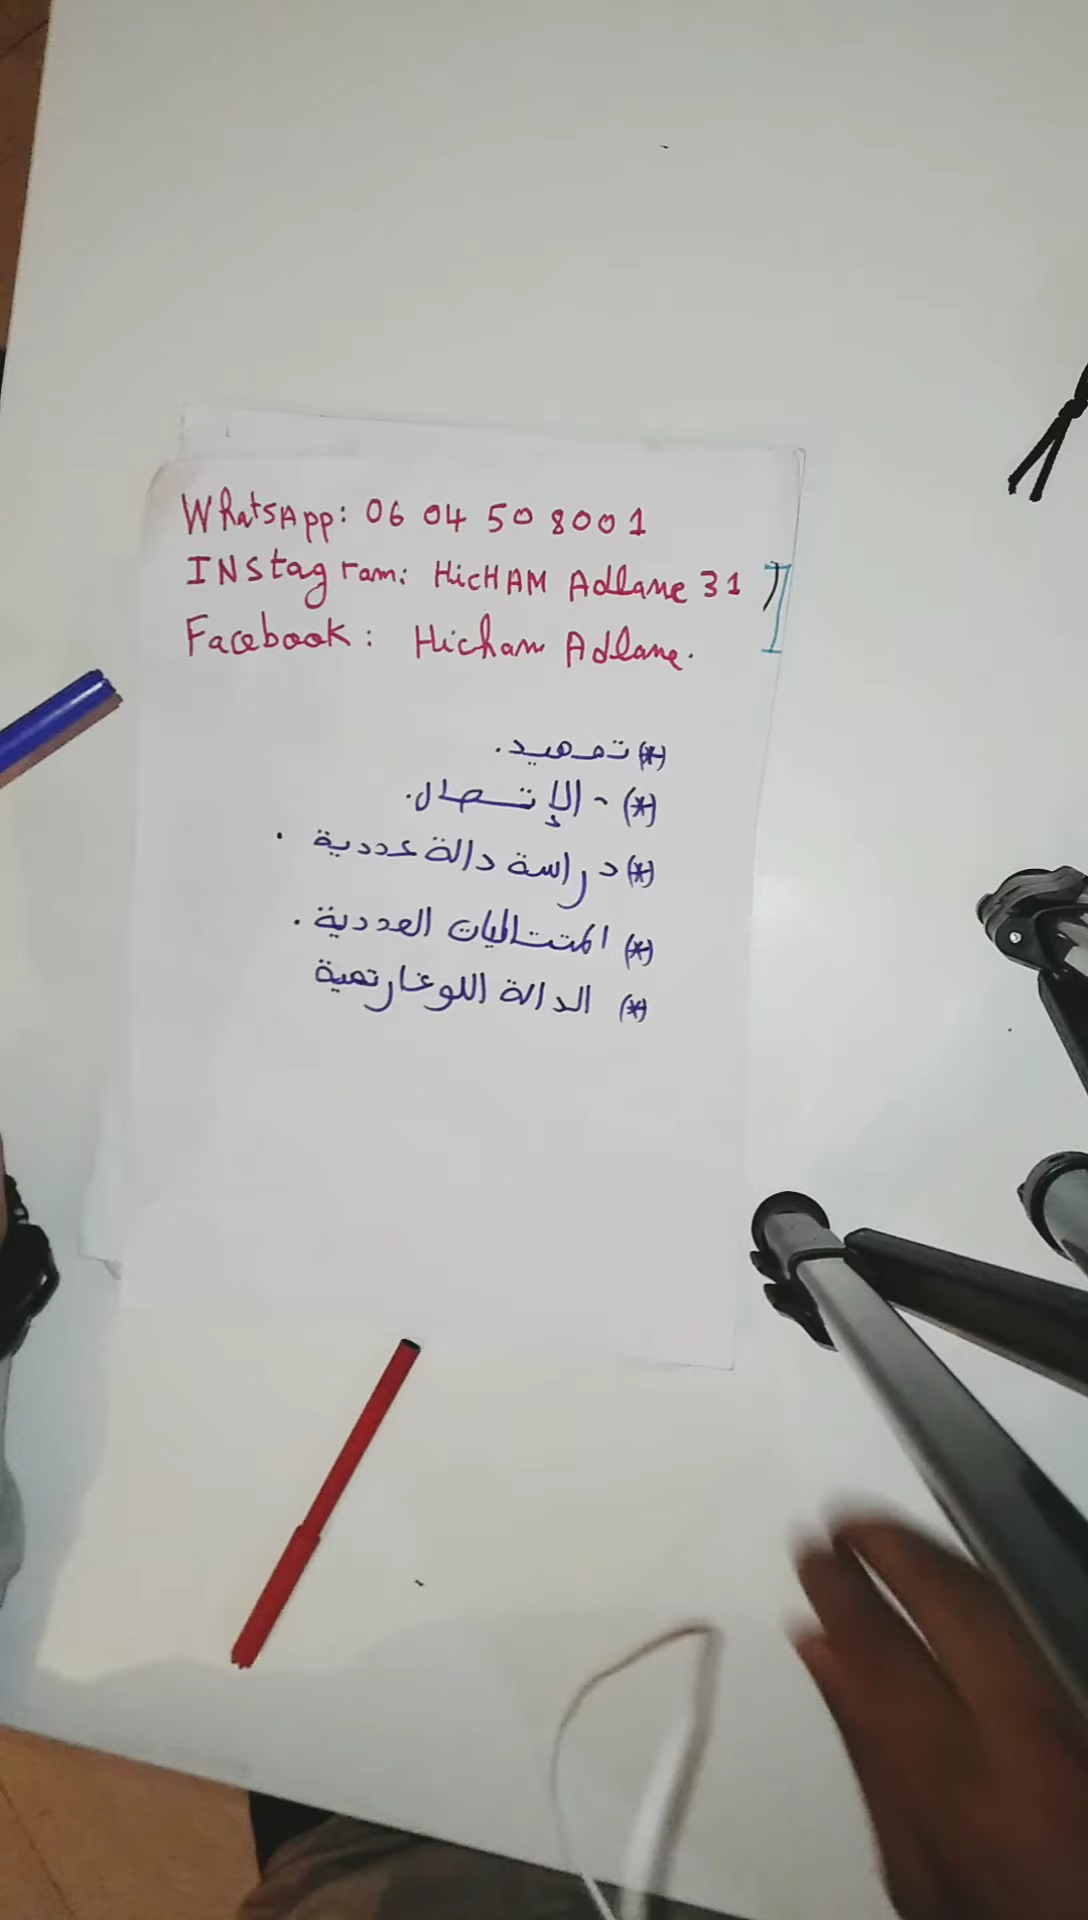 WhatsApp: 06 04 50 8001
INstagram: HicHAM Adlane 31
Facebook: Hicham Adlane.
(*) تمهيد.
(*) - الإتصال.
(*) دراسة دالة عددية.
(*) المتتاليات العددية.
(*) الدالة اللوغارتمية